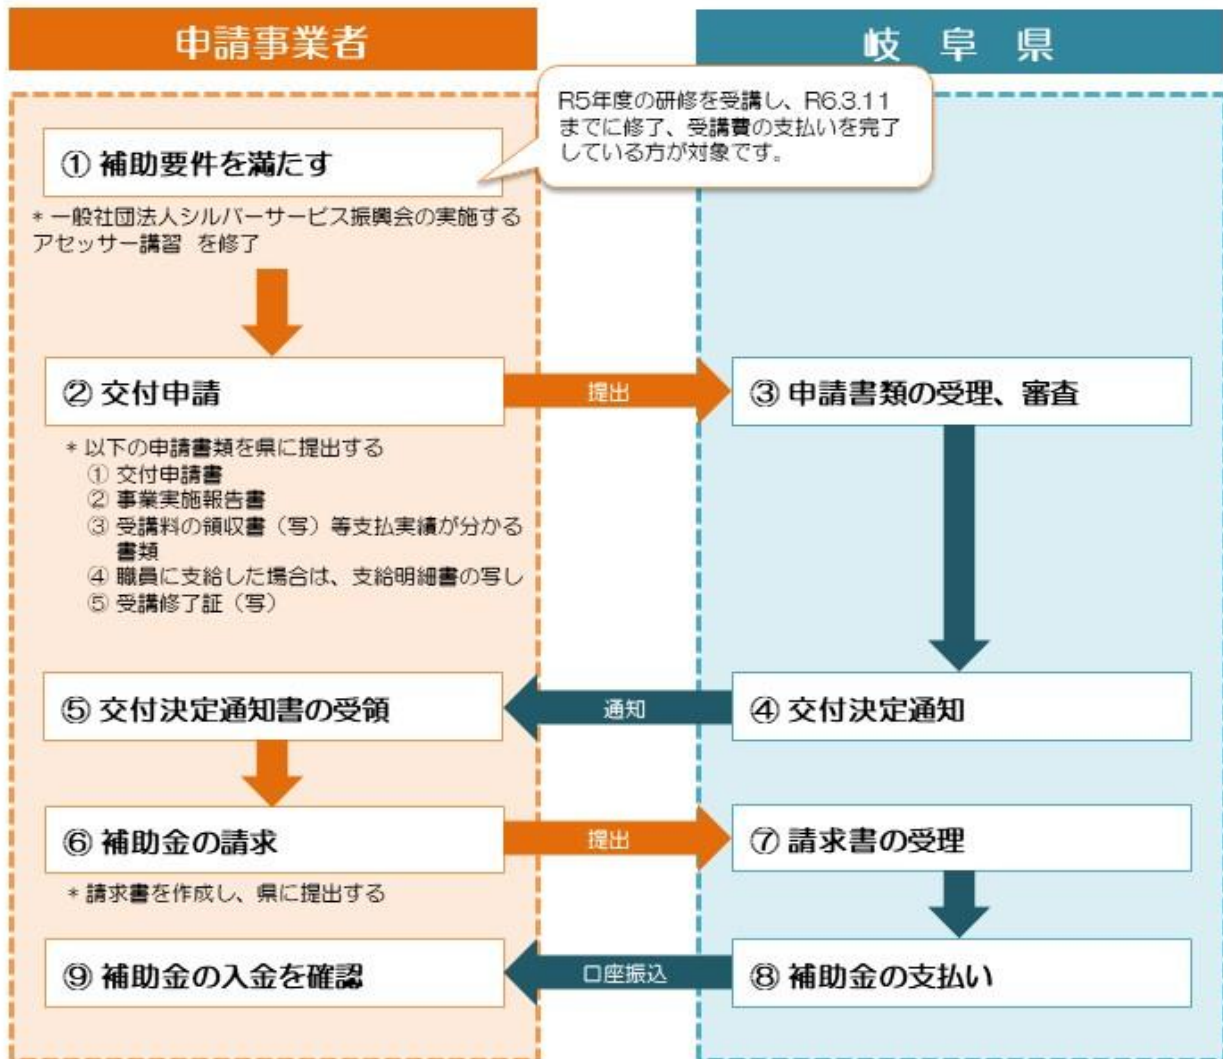 申請事業者
岐 阜 県
R5年度の研修を受講し、R6.3.11
までに修了、受講費の支払いを完了
している方が対象です。
① 補助要件を満たす
* 一般社団法人シルバーサービス振興会の実施する
アセッサー講習 を修了
② 交付申請
提出
③ 申請書類の受理、審査
* 以下の申請書類を県に提出する
① 交付申請書
② 事業実施報告書
③ 受講料の領収書（写）等支払実績が分かる
書類
④ 職員に支給した場合は、支給明細書の写し
⑤ 受講修了証（写）
⑤ 交付決定通知書の受領
通知
④ 交付決定通知
⑥ 補助金の請求
提出
⑦ 請求書の受理
* 請求書を作成し、県に提出する
⑨ 補助金の入金を確認
口座振込
⑧ 補助金の支払い